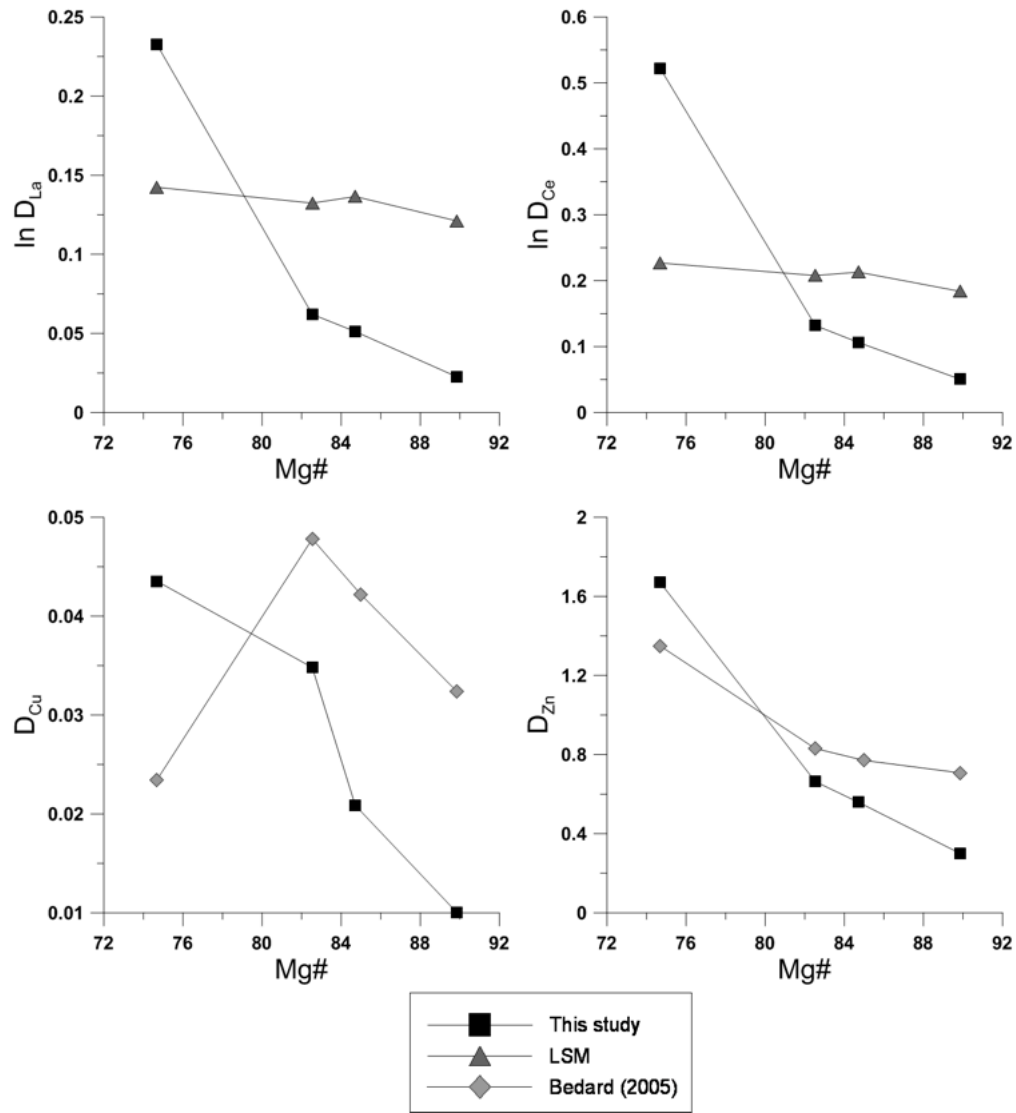 0.25
0.2
0.15
0.1
0.05
0
ln D_La
72 76 80 84 88 92
Mg#
0.6
0.5
0.4
0.3
0.2
0.1
0
ln D_Ce
72 76 80 84 88 92
Mg#
0.05
0.04
0.03
0.02
0.01
D_Cu
72 76 80 84 88 92
Mg#
2
1.6
1.2
0.8
0.4
0
D_Zn
72 76 80 84 88 92
Mg#
This study
LSM
Bedard (2005)